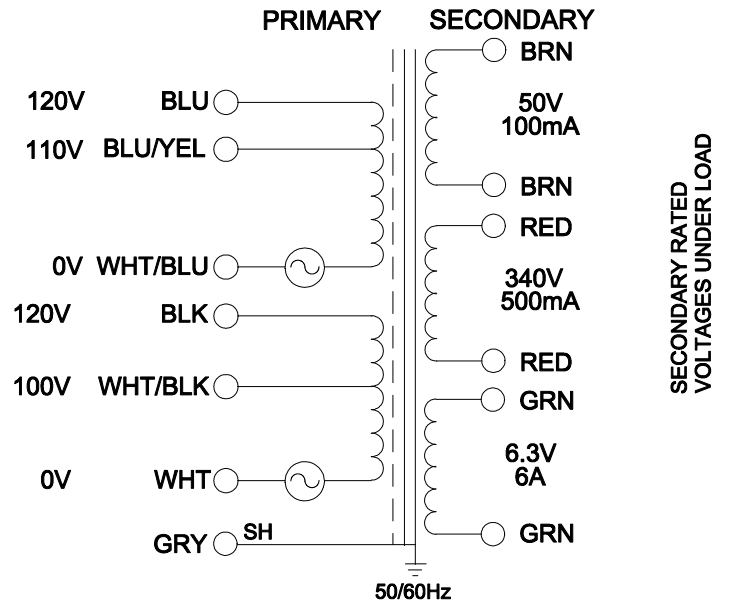 PRIMARY SECONDARY
BRN
120V BLU
50V
100mA
110V BLU/YEL
BRN
RED
0V WHT/BLU
340V
500mA
120V BLK
RED
100V WHT/BLK
GRN
6.3V
6A
0V WHT
GRN
GRY SH
50/60Hz
SECONDARY RATED
VOLTAGES UNDER LOAD